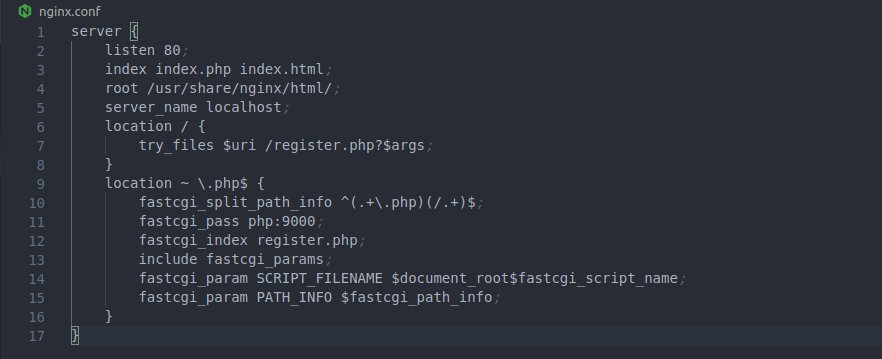 nginx.conf
1 server {
2 listen 80;
3 index index.php index.html;
4 root /usr/share/nginx/html/;
5 server_name localhost;
6 location / {
7 try_files $uri /register.php?$args;
8 }
9 location ~ \.php$ {
10 fastcgi_split_path_info ^(.+\.php)(/.+)$;
11 fastcgi_pass php:9000;
12 fastcgi_index register.php;
13 include fastcgi_params;
14 fastcgi_param SCRIPT_FILENAME $document_root$fastcgi_script_name;
15 fastcgi_param PATH_INFO $fastcgi_path_info;
16 }
17 }